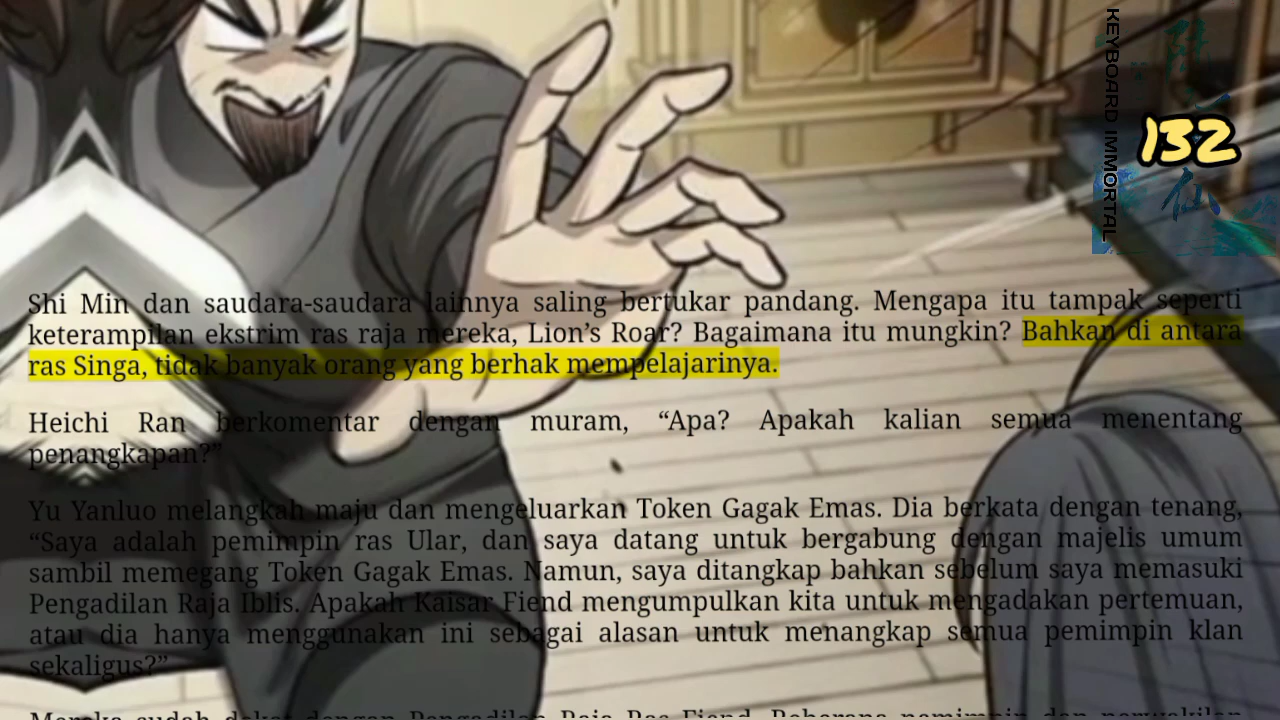 KEYBOARD IMMORTAL
132
仙
Shi Min dan saudara-saudara lainnya saling bertukar pandang. Mengapa itu tampak seperti
keterampilan ekstrim ras raja mereka, Lion’s Roar? Bagaimana itu mungkin? Bahkan di antara
ras Singa, tidak banyak orang yang berhak mempelajarinya.
Heichi Ran berkomentar dengan muram, “Apa? Apakah kalian semua menentang
penangkapan?”
Yu Yanluo melangkah maju dan mengeluarkan Token Gagak Emas. Dia berkata dengan tenang,
“Saya adalah pemimpin ras Ular, dan saya datang untuk bergabung dengan majelis umum
sambil memegang Token Gagak Emas. Namun, saya ditangkap bahkan sebelum saya memasuki
Pengadilan Raja Iblis. Apakah Kaisar Fiend mengumpulkan kita untuk mengadakan pertemuan,
atau dia hanya menggunakan ini sebagai alasan untuk menangkap semua pemimpin klan
sekaligus?”